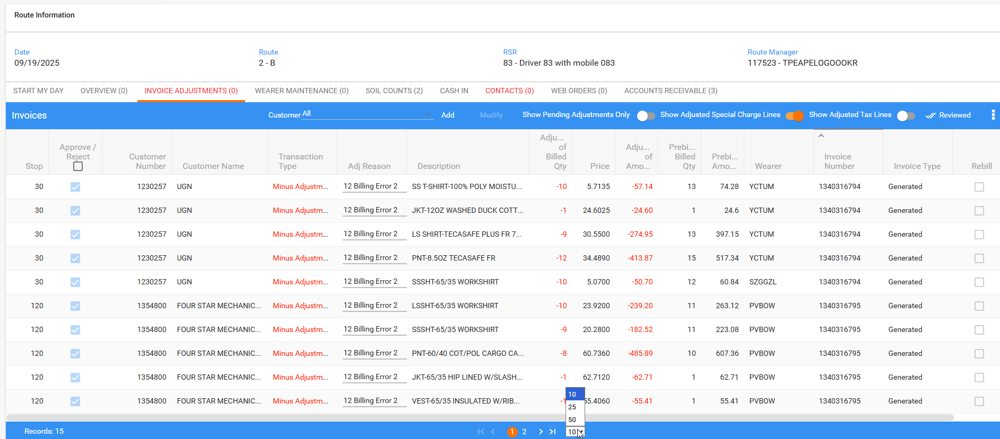 Route Information
Date Route RSR Route Manager
09/19/2025 2 - B 83 - Driver 83 with mobile 083 117523 - TPEAPELOGOOOKR
START MY DAY OVERVIEW (0) INVOICE ADJUSTMENTS (0) WEARER MAINTENANCE (0) SOIL COUNTS (2) CASH IN CONTACTS (0) WEB ORDERS (0) ACCOUNTS RECEIVABLE (3)
Invoices Customer All Add Modify Show Pending Adjustments Only Show Adjusted Special Charge Lines Show Adjusted Tax Lines Reviewed
Stop
Approve /
Reject
Customer
Number
Customer Name
Transaction
Type
Adj Reason
Description
Adju...
of
Billed
Qty
Price
Adju...
of
Amo...
Prebi...
Billed
Qty
Prebi...
Amo...
Wearer
Invoice
Number
Invoice Type
Rebill
30 1230257 UGN Minus Adjustm... 12 Billing Error 2 SS T-SHIRT-100% POLY MOISTU... -10 5.7135 -57.14 13 74.28 YCTUM 1340316794 Generated
30 1230257 UGN Minus Adjustm... 12 Billing Error 2 JKT-12OZ WASHED DUCK COTT... -1 24.6025 -24.60 1 24.6 YCTUM 1340316794 Generated
30 1230257 UGN Minus Adjustm... 12 Billing Error 2 LS SHIRT-TECASAFE PLUS FR 7... -9 30.5500 -274.95 13 397.15 YCTUM 1340316794 Generated
30 1230257 UGN Minus Adjustm... 12 Billing Error 2 PNT-8.5OZ TECASAFE FR -12 34.4890 -413.87 15 517.34 YCTUM 1340316794 Generated
30 1230257 UGN Minus Adjustm... 12 Billing Error 2 SSSHT-65/35 WORKSHIRT -10 5.0700 -50.70 12 60.84 SZGGZL 1340316794 Generated
120 1354800 FOUR STAR MECHANIC... Minus Adjustm... 12 Billing Error 2 LSSHT-65/35 WORKSHIRT -10 23.9200 -239.20 11 263.12 PVBOW 1340316795 Generated
120 1354800 FOUR STAR MECHANIC... Minus Adjustm... 12 Billing Error 2 SSSHT-65/35 WORKSHIRT -9 20.2800 -182.52 11 223.08 PVBOW 1340316795 Generated
120 1354800 FOUR STAR MECHANIC... Minus Adjustm... 12 Billing Error 2 PNT-60/40 COT/POL CARGO CA... -8 60.7360 -485.89 10 607.36 PVBOW 1340316795 Generated
120 1354800 FOUR STAR MECHANIC... Minus Adjustm... 12 Billing Error 2 JKT-65/35 HIP LINED W/SLASH... -1 62.7120 -62.71 1 62.71 PVBOW 1340316795 Generated
120 1354800 FOUR STAR MECHANIC... Minus Adjustm... 12 Billing Error 2 VEST-65/35 INSULATED W/RIB... -55.41 1 55.41 PVBOW 1340316795 Generated
10
25
50
Records: 15 1 2 10